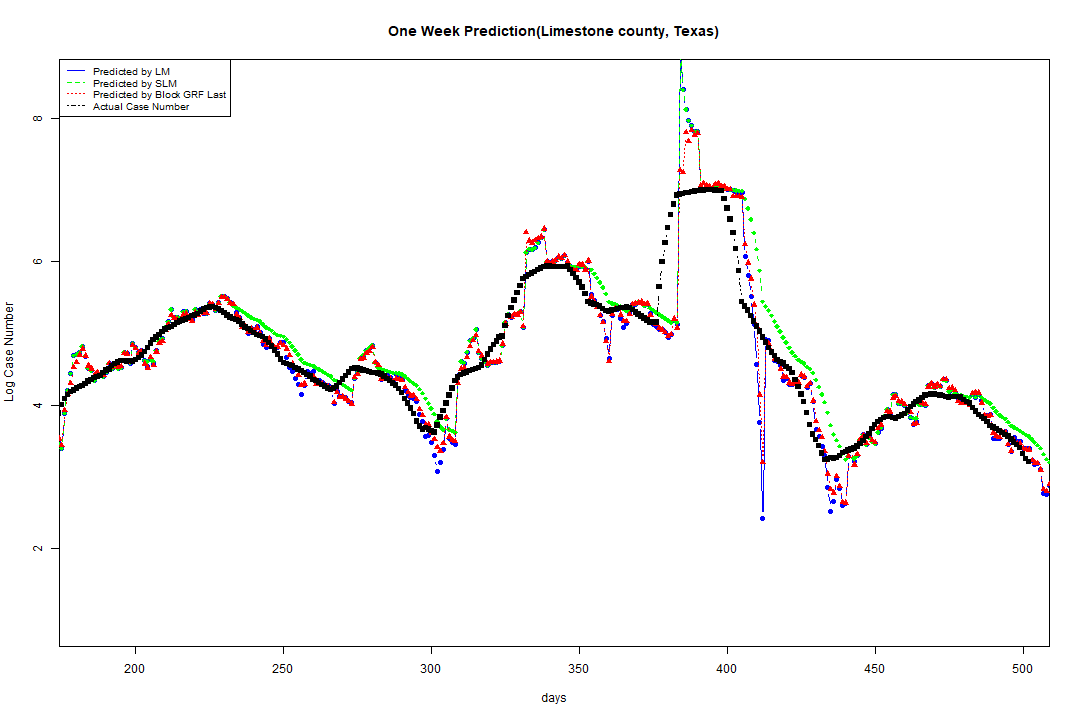 One Week Prediction(Limestone county, Texas)
Predicted by LM
Predicted by SLM
Predicted by Block GRF Last
Actual Case Number
8
6
4
2
Log Case Number
200 250 300 350 400 450 500
days